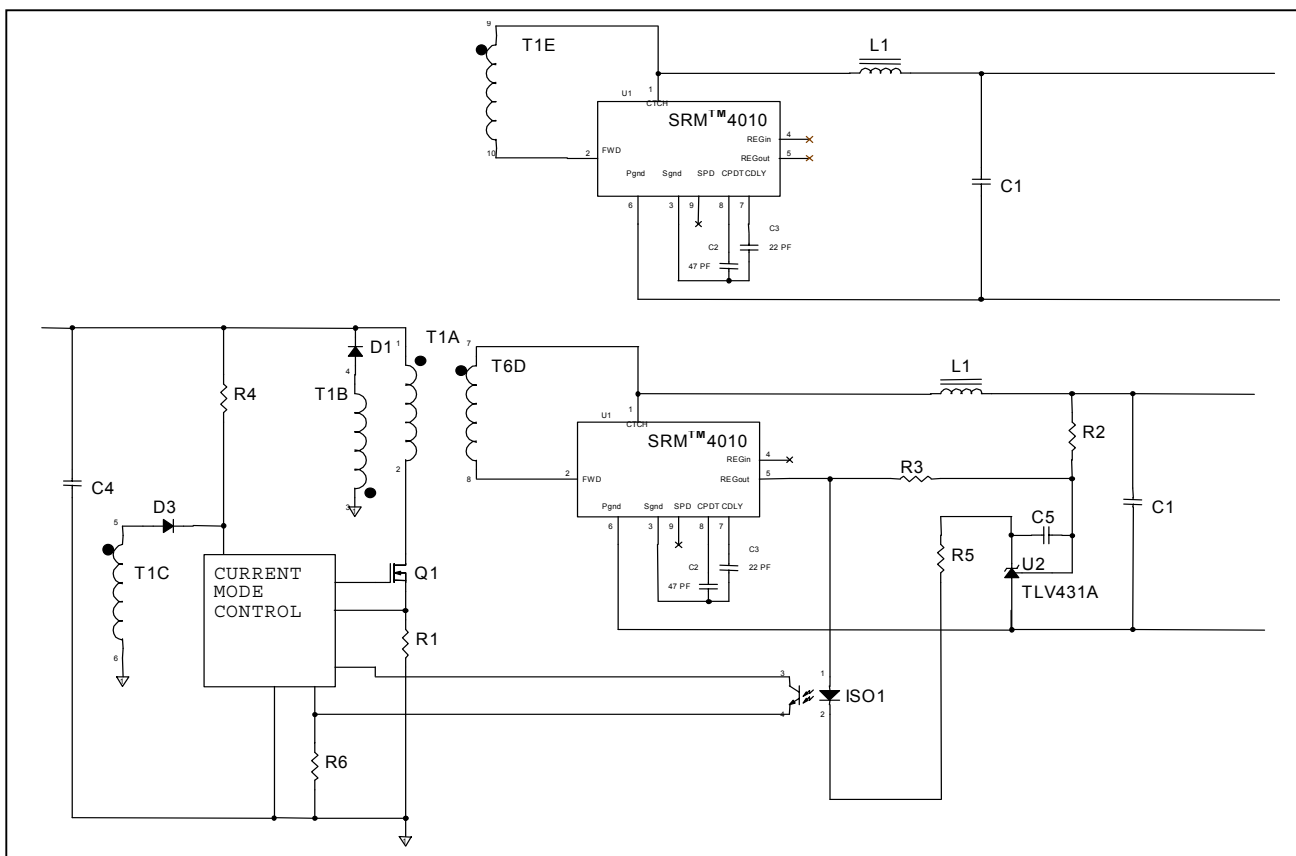 9
T1E
L1
1
U1
CTCH
SRM™4010
REGin
4
REGout
5
10
2
FWD
Pgnd
Sgnd
SPD
CPDT
CDLY
6
3
9
8
7
C1
C3
22 PF
C2
47 PF
1
T1A
7
D1
4
T6D
L1
R4
T1B
1
U1
CTCH
SRM™4010
R2
REGin
4
2
8
2
FWD
REGout
5
R3
C4
3
Pgnd
Sgnd
SPD
CPDT
CDLY
C1
5
D3
6
3
9
8
7
C5
T1C
C3
22 PF
R5
U2
C2
47 PF
TLV431A
CURRENT
MODE
CONTROL
Q1
R1
6
3
1
ISO1
4
2
R6